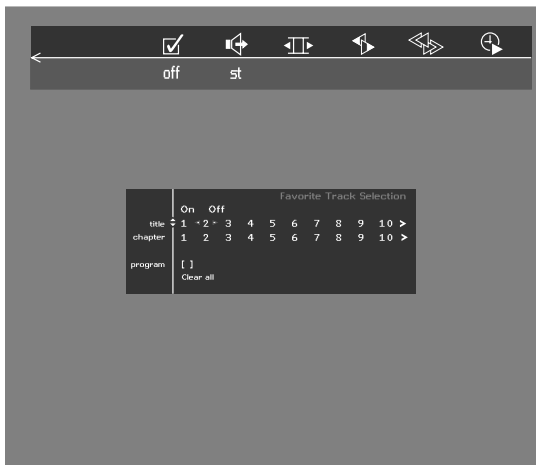 off st
Favorite Track Selection
On Off
title 1 2 3 4 5 6 7 8 9 10 >
chapter 1 2 3 4 5 6 7 8 9 10 >
program [ ]
Clear all